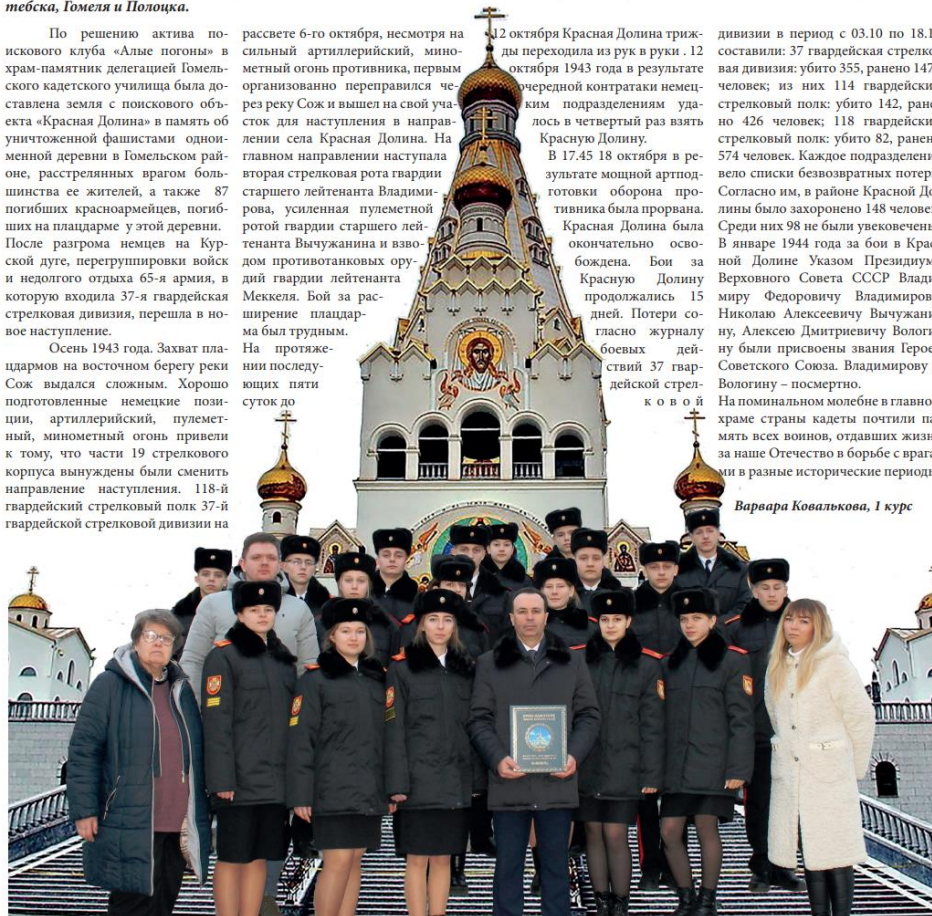 тебска, Гомеля и Полоцка.
По решению актива по-
искового клуба «Алые погоны» в
храм-памятник делегацией Гомель-
ского кадетского училища была до-
ставлена земля с поискового объ-
екта «Красная Долина» в память об
уничтоженной фашистами одно-
именной деревни в Гомельском рай-
оне, расстрелянных врагом боль-
шинства ее жителей, а также 87
погибших красноармейцев, погиб-
ших на плацдарме у этой деревни.
После разгрома немцев на Кур-
ской дуге, перегруппировки войск
и недолгого отдыха 65-я армия, в
которую входила 37-я гвардейская
стрелковая дивизия, перешла в но-
вое наступление.
Осень 1943 года. Захват пла-
цдармов на восточном берегу реки
Сож выдался сложным. Хорошо
подготовленные немецкие пози-
ции, артиллерийский, пулемет-
ный, минометный огонь привели
к тому, что части 19 стрелкового
корпуса вынуждены были сменить
направление наступления. 118-й
гвардейский стрелковый полк 37-й
гвардейской стрелковой дивизии на
рассвете 6-го октября, несмотря на
сильный артиллерийский, мино-
метный огонь противника, первым
организованно переправился че-
рез реку Сож и вышел на свой уча-
сток для наступления в направ-
лении села Красная Долина. На
главном направлении наступала
вторая стрелковая рота гвардии
старшего лейтенанта Владими-
рова, усиленная пулеметной
ротой гвардии старшего лей-
тенанта Вычужанина и взво-
дом противотанковых ору-
дий гвардии лейтенанта
Меккеля. Бой за рас-
ширение плацдар-
ма был трудным.
На протяже-
нии последу-
ющих пяти
суток до
12 октября Красная Долина триж-
ды переходила из рук в руки . 12
октября 1943 года в результате
очередной контратаки немец-
ким подразделениям уда-
лось в четвертый раз взять
Красную Долину.
В 17.45 18 октября в ре-
зультате мощной артпод-
готовки оборона про-
тивника была прорвана.
Красная Долина была
окончательно осво-
бождена. Бои за
Красную Долину
продолжались 15
дней. Потери со-
гласно журналу
боевых дей-
ствий 37 гвар-
дейской стрел-
ковой
дивизии в период с 03.10 по 18.1
составили: 37 гвардейская стрелко
вая дивизия: убито 355, ранено 147
человек; из них 114 гвардейски
стрелковый полк: убито 142, ране
но 426 человек; 118 гвардейски
стрелковый полк: убито 82, ранен
574 человек. Каждое подразделени
вело списки безвозвратных потер
Согласно им, в районе Красной До
лины было захоронено 148 челове
Среди них 98 не были увековечены
В январе 1944 года за бои в Крас
ной Долине Указом Президиум
Верховного Совета СССР Влади
миру Федоровичу Владимиров
Николаю Алексеевичу Вычужани
ну, Алексею Дмитриевичу Вологи
ну были присвоены звания Герое
Советского Союза. Владимирову
Вологину – посмертно.
На поминальном молебне в главно
храме страны кадеты почтили па
мять всех воинов, отдавших жизн
за наше Отечество в борьбе с врага
ми в разные исторические периоды
Варвара Ковалькова, 1 курс